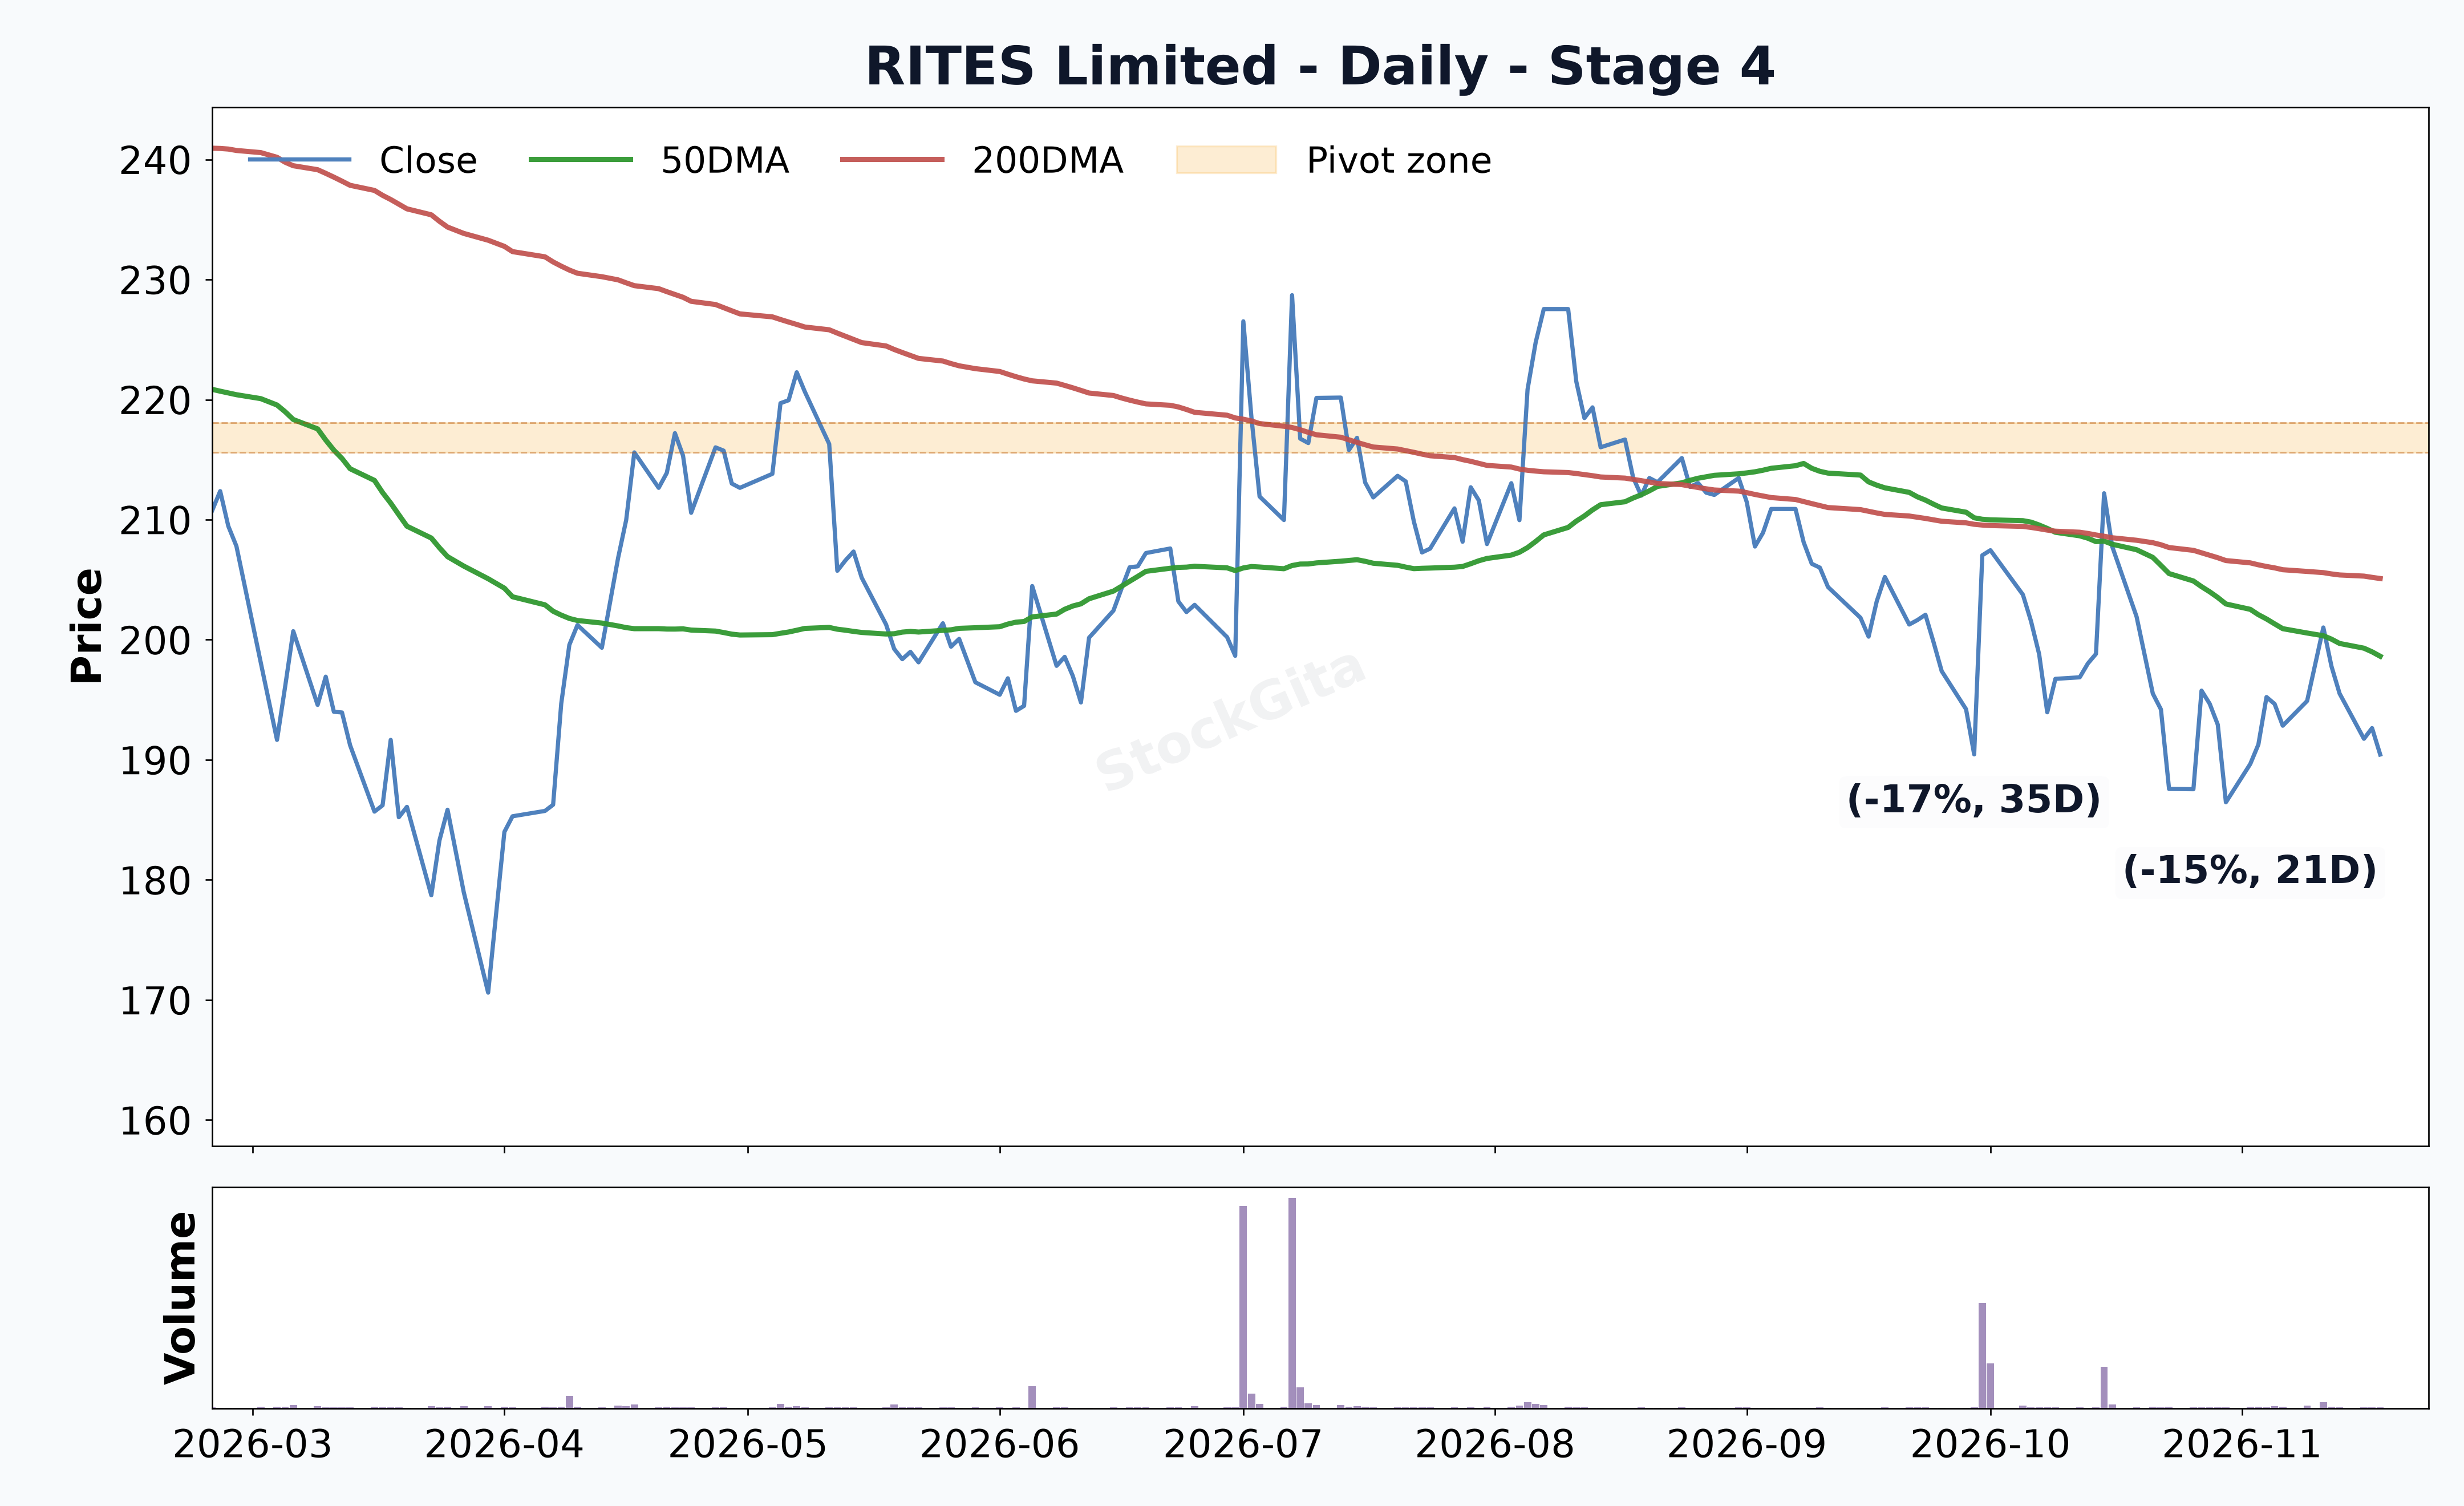 RITES Limited - Daily - Stage 4
Close 50DMA 200DMA Pivot zone
240
230
220
210
200
190
180
170
160
Price
StockGita
(-17%, 35D)
(-15%, 21D)
Volume
2026-03 2026-04 2026-05 2026-06 2026-07 2026-08 2026-09 2026-10 2026-11